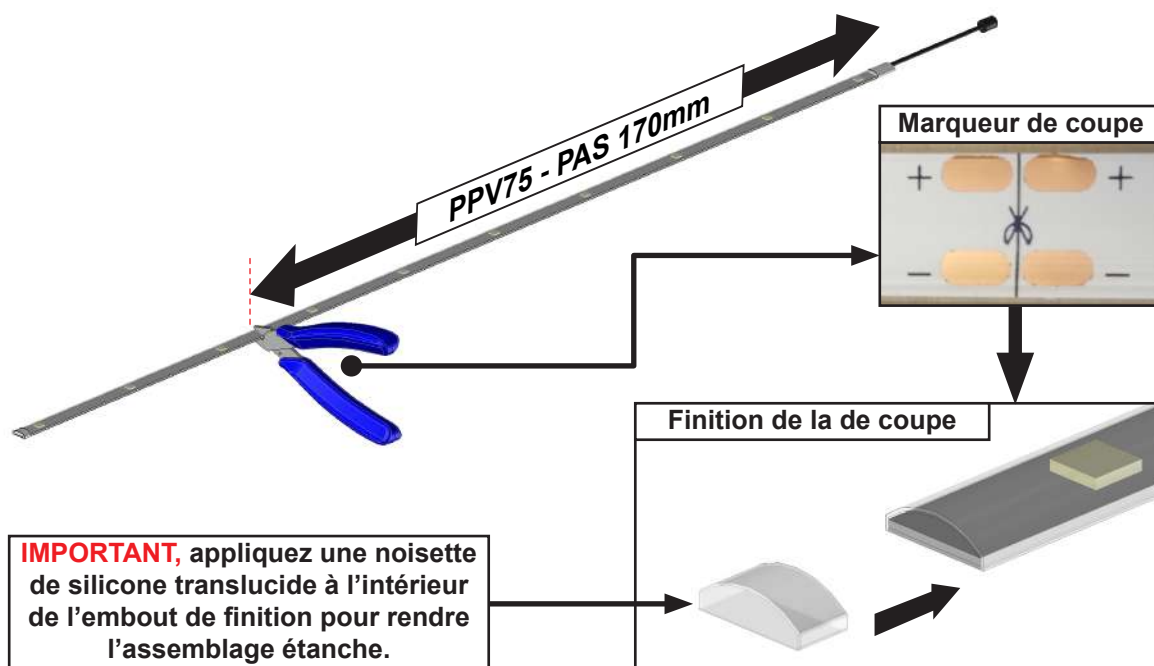 PPV75 - PAS 170mm
Marqueur de coupe
+ +
− −
Finition de la de coupe
IMPORTANT, appliquez une noisette
de silicone translucide à l’intérieur
de l’embout de finition pour rendre
l’assemblage étanche.